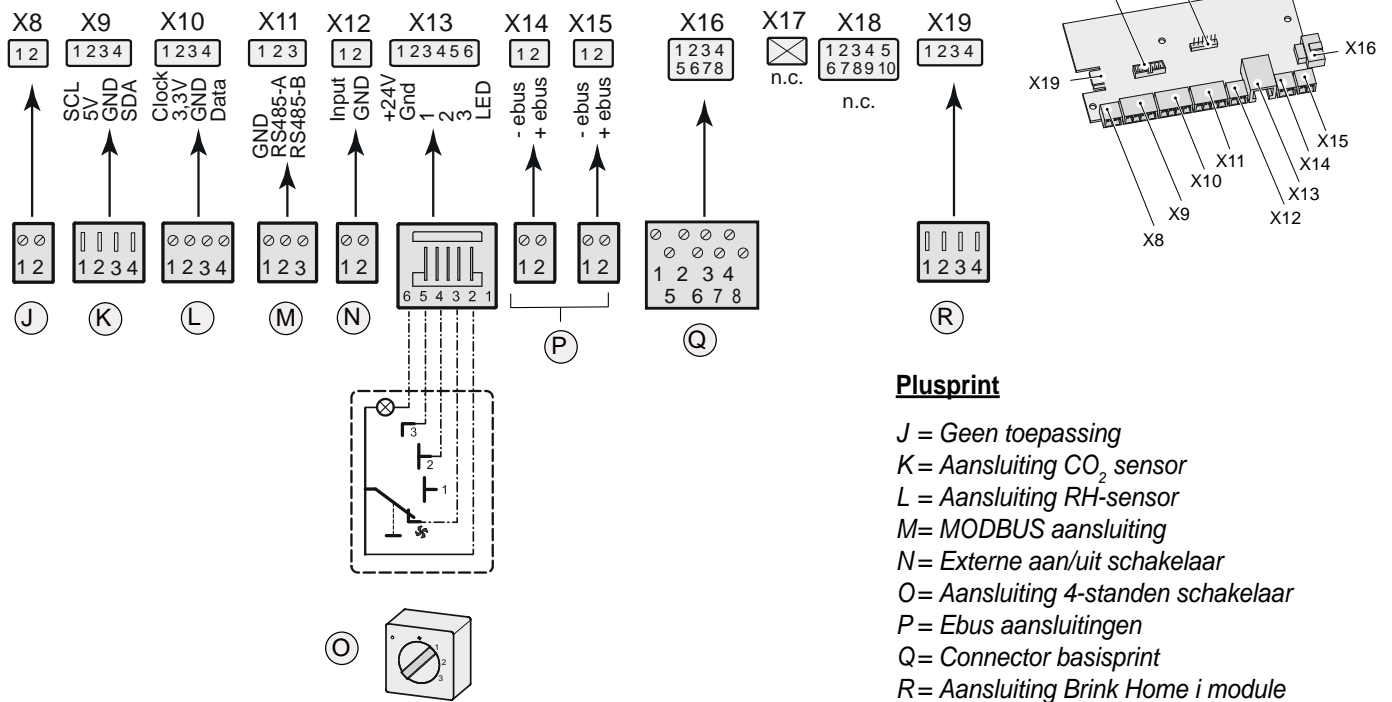 X8 X9 X10 X11 X12 X13 X14 X15 X16 X17 X18 X19
1 2
1 2 3 4
1 2 3 4
1 2 3
1 2
1 2 3 4 5 6
1 2
1 2
1 2 3 4
5 6 7 8
n.c.
1 2 3 4 5
6 7 8 9 10
n.c.
1 2 3 4
SCL
5V
GND
SDA
Clock
3,3V
GND
Data
GND
RS485-A
RS485-B
Input
GND
+24V
Gnd
1
2
3
LED
- ebus
+ ebus
- ebus
+ ebus
1 2
1 2 3 4
1 2 3 4
1 2 3
1 2
6 5 4 3 2 1
1 2
1 2
1 2 3 4
5 6 7 8
1 2 3 4
J
K
L
M
N
P
Q
R
3
2
1
O
1
2
3
X16
X19
X15
X14
X13
X12
X11
X10
X9
X8
Plusprint
J = Geen toepassing
K = Aansluiting CO₂ sensor
L = Aansluiting RH-sensor
M= MODBUS aansluiting
N= Externe aan/uit schakelaar
O= Aansluiting 4-standen schakelaar
P = Ebus aansluitingen
Q= Connector basisprint
R= Aansluiting Brink Home i module